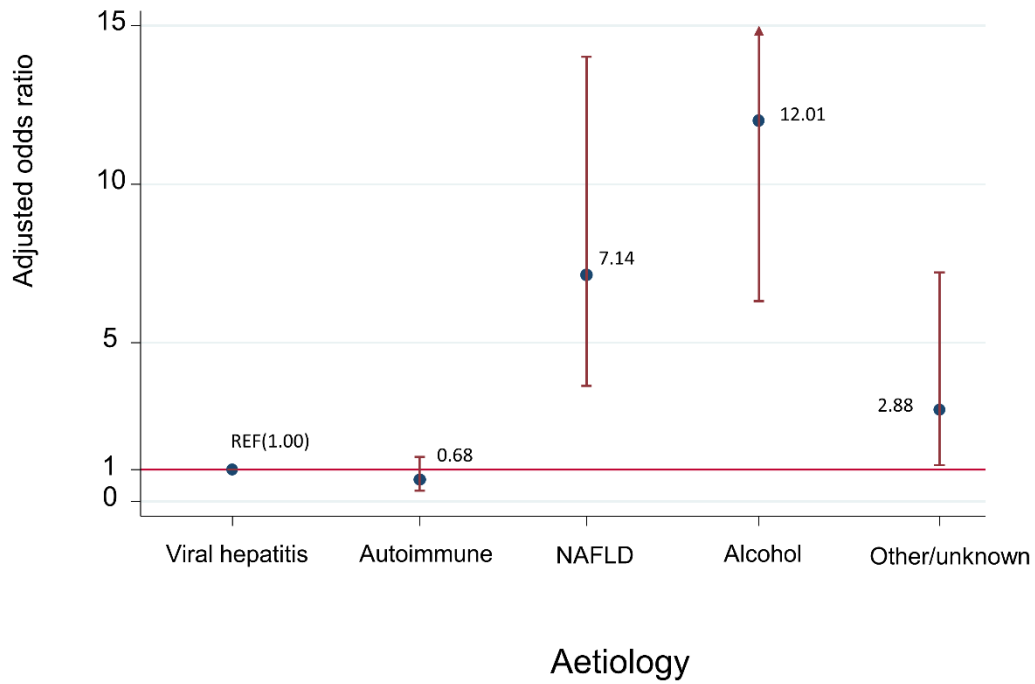 Adjusted odds ratio
15
10
5
1
0
REF(1.00)
0.68
7.14
12.01
2.88
Viral hepatitis
Autoimmune
NAFLD
Alcohol
Other/unknown
Aetiology